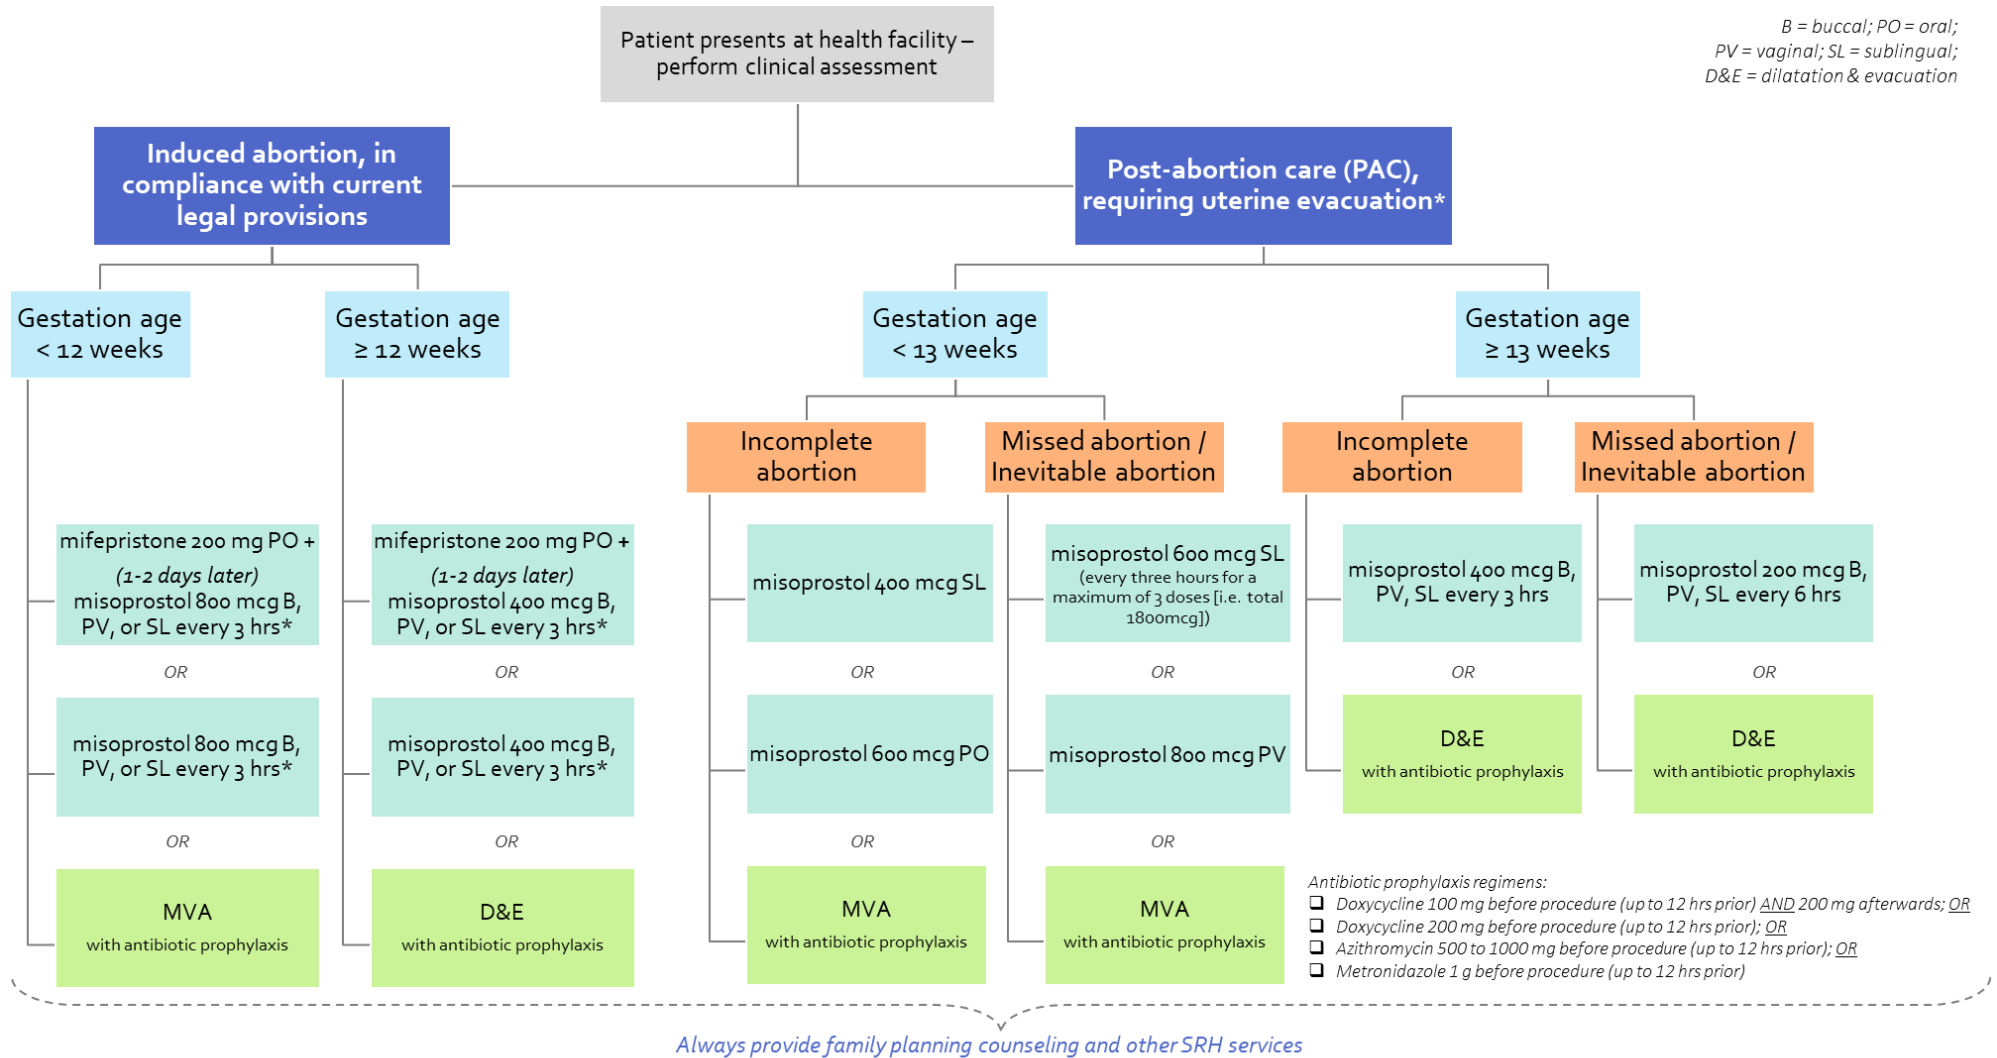 Patient presents at health facility –
perform clinical assessment
B = buccal; PO = oral;
PV = vaginal; SL = sublingual;
D&E = dilatation & evacuation
Induced abortion, in
compliance with current
legal provisions
Post-abortion care (PAC),
requiring uterine evacuation*
Gestation age
< 12 weeks
Gestation age
≥ 12 weeks
Gestation age
< 13 weeks
Gestation age
≥ 13 weeks
Incomplete
abortion
Missed abortion /
Inevitable abortion
Incomplete
abortion
Missed abortion /
Inevitable abortion
mifepristone 200 mg PO +
(1-2 days later)
misoprostol 800 mcg B,
PV, or SL every 3 hrs*
OR
misoprostol 800 mcg B,
PV, or SL every 3 hrs*
OR
MVA
with antibiotic prophylaxis
mifepristone 200 mg PO +
(1-2 days later)
misoprostol 400 mcg B,
PV, or SL every 3 hrs*
OR
misoprostol 400 mcg B,
PV, or SL every 3 hrs*
OR
D&E
with antibiotic prophylaxis
misoprostol 400 mcg SL
OR
misoprostol 600 mcg PO
OR
MVA
with antibiotic prophylaxis
misoprostol 600 mcg SL
(every three hours for a
maximum of 3 doses [i.e. total
1800mcg])
OR
misoprostol 800 mcg PV
OR
MVA
with antibiotic prophylaxis
misoprostol 400 mcg B,
PV, SL every 3 hrs
OR
D&E
with antibiotic prophylaxis
misoprostol 200 mcg B,
PV, SL every 6 hrs
OR
D&E
with antibiotic prophylaxis
Antibiotic prophylaxis regimens:
❑ Doxycycline 100 mg before procedure (up to 12 hrs prior) AND 200 mg afterwards; OR
❑ Doxycycline 200 mg before procedure (up to 12 hrs prior); OR
❑ Azithromycin 500 to 1000 mg before procedure (up to 12 hrs prior); OR
❑ Metronidazole 1 g before procedure (up to 12 hrs prior)
Always provide family planning counseling and other SRH services